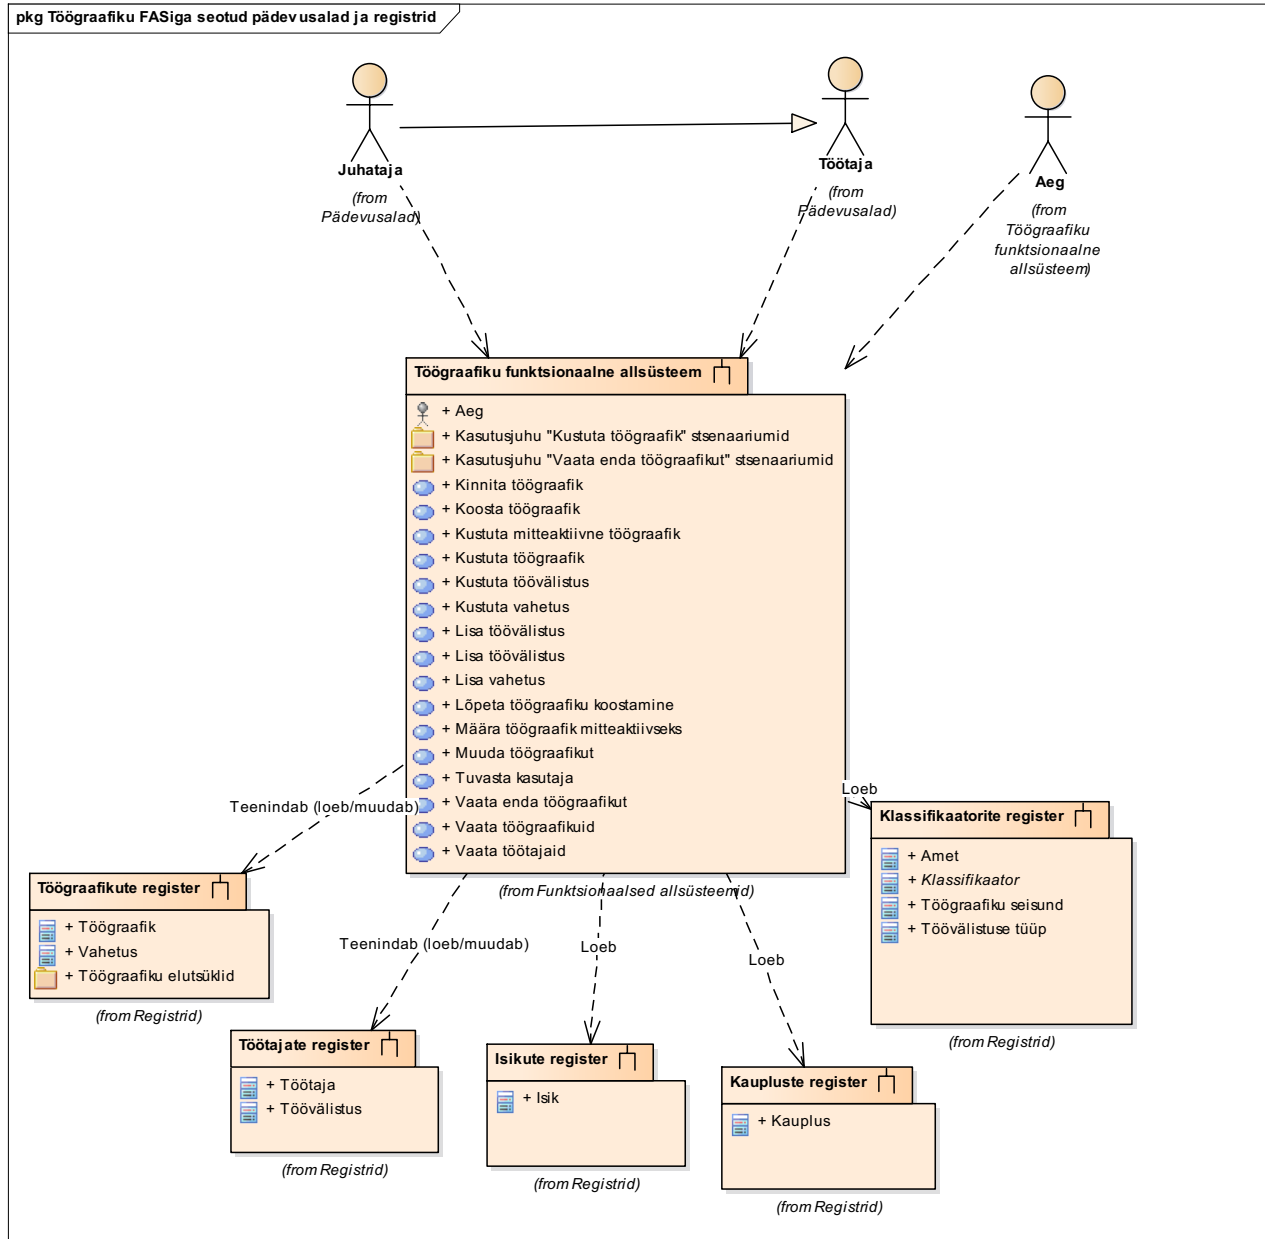 pkg Töögraafiku FASiga seotud pädevusalad ja registrid
Juhataja
(from
Pädevusalad)
Töötaja
(from
Pädevusalad)
Aeg
(from
Töögraafiku
funktsionaalne
allsüsteem)
Töögraafiku funktsionaalne allsüsteem
+ Aeg
+ Kasutusjuhu "Kustuta töögraafik" stsenaariumid
+ Kasutusjuhu "Vaata enda töögraafikut" stsenaariumid
+ Kinnita töögraafik
+ Koosta töögraafik
+ Kustuta mitteaktiivne töögraafik
+ Kustuta töögraafik
+ Kustuta töövälistus
+ Kustuta vahetus
+ Lisa töövälistus
+ Lisa töövälistus
+ Lisa vahetus
+ Lõpeta töögraafiku koostamine
+ Määra töögraafik mitteaktiivseks
+ Muuda töögraafikut
+ Tuvasta kasutaja
+ Vaata enda töögraafikut
+ Vaata töögraafikuid
+ Vaata töötajaid
(from Funktsionaalsed allsüsteemid)
Teenindab (loeb/muudab)
Loeb
Klassifikaatorite register
+ Amet
+ Klassifikaator
+ Töögraafiku seisund
+ Töövälistuse tüüp
(from Registrid)
Töögraafikute register
+ Töögraafik
+ Vahetus
+ Töögraafiku elutsüklid
(from Registrid)
Teenindab (loeb/muudab)
Loeb
Loeb
Töötajate register
+ Töötaja
+ Töövälistus
(from Registrid)
Isikute register
+ Isik
(from Registrid)
Kaupluste register
+ Kauplus
(from Registrid)